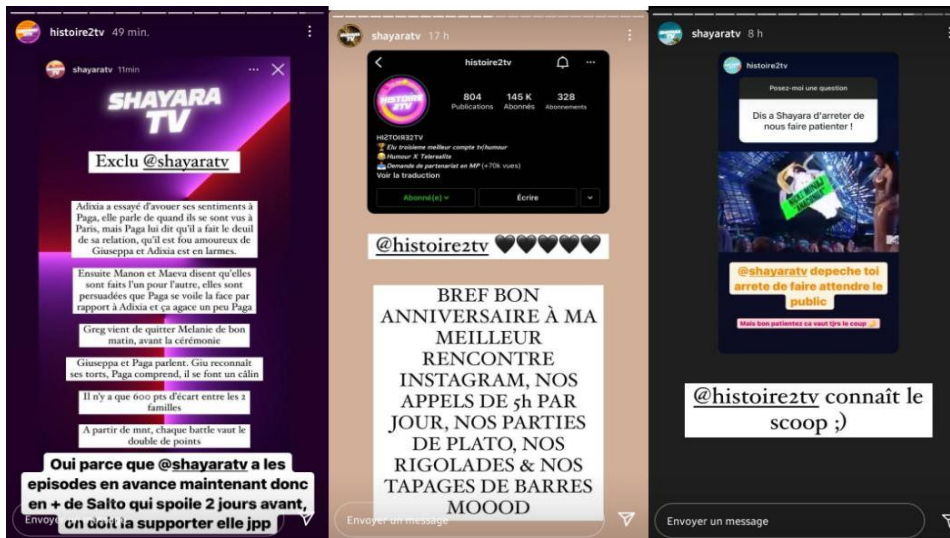 histoire2tv 49 min.
shayaratv 11min
SHAYARA
TV
Exclu @shayaratv
Adixia a essayé d'avouer ses sentiments à
Paga, elle parle de quand ils se sont vus à
Paris, mais Paga lui dit qu'il a fait le deuil
de sa relation, qu'il est fou amoureux de
Giuseppa et Adixia est en larmes.
Ensuite Manon et Maeva disent qu'elles
sont faits l'un pour l'autre, elles sont
persuadées que Paga se voile la face par
rapport à Adixia et ça agace un peu Paga
Greg vient de quitter Melanie de bon
matin, avant la cérémonie
Giuseppa et Paga parlent. Giu reconnaît
ses torts, Paga comprend, il se font un câlin
Il n'y a que 600 pts d'écart entre les 2
familles
A partir de mnt, chaque battle vaut le
double de points
Oui parce que @shayaratv a les
episodes en avance maintenant donc
en + de Salto qui spoile 2 jours avant,
on doit la supporter elle jpp
shayaratv 17 h
histoire2tv
804 145 K 328
Publications Abonnés Abonnements
HISTOIRE
2TV
HI2TOIR32TV
🏆Elu troisieme meilleur compte tv/humour
😂Humour X Telerealite
📩Demande de partenariat en MP (+70k vues)
Voir la traduction
Abonné(e) Écrire
@histoire2tv 🖤🖤🖤🖤🖤
BREF BON
ANNIVERSAIRE À MA
MEILLEUR
RENCONTRE
INSTAGRAM, NOS
APPELS DE 5h PAR
JOUR, NOS PARTIES
DE PLATO, NOS
RIGOLADES & NOS
TAPAGES DE BARRES
MOOOD
Envoyer un message
shayaratv 8 h
histoire2tv
Posez-moi une question
Dis a Shayara d'arreter de
nous faire patienter !
NICKI MINAJ
@shayaratv depeche toi
arrete de faire attendre le
public
Mais bon patientez ca vaut tjrs le coup
@histoire2tv connaît le
scoop ;)
Envoyer un message